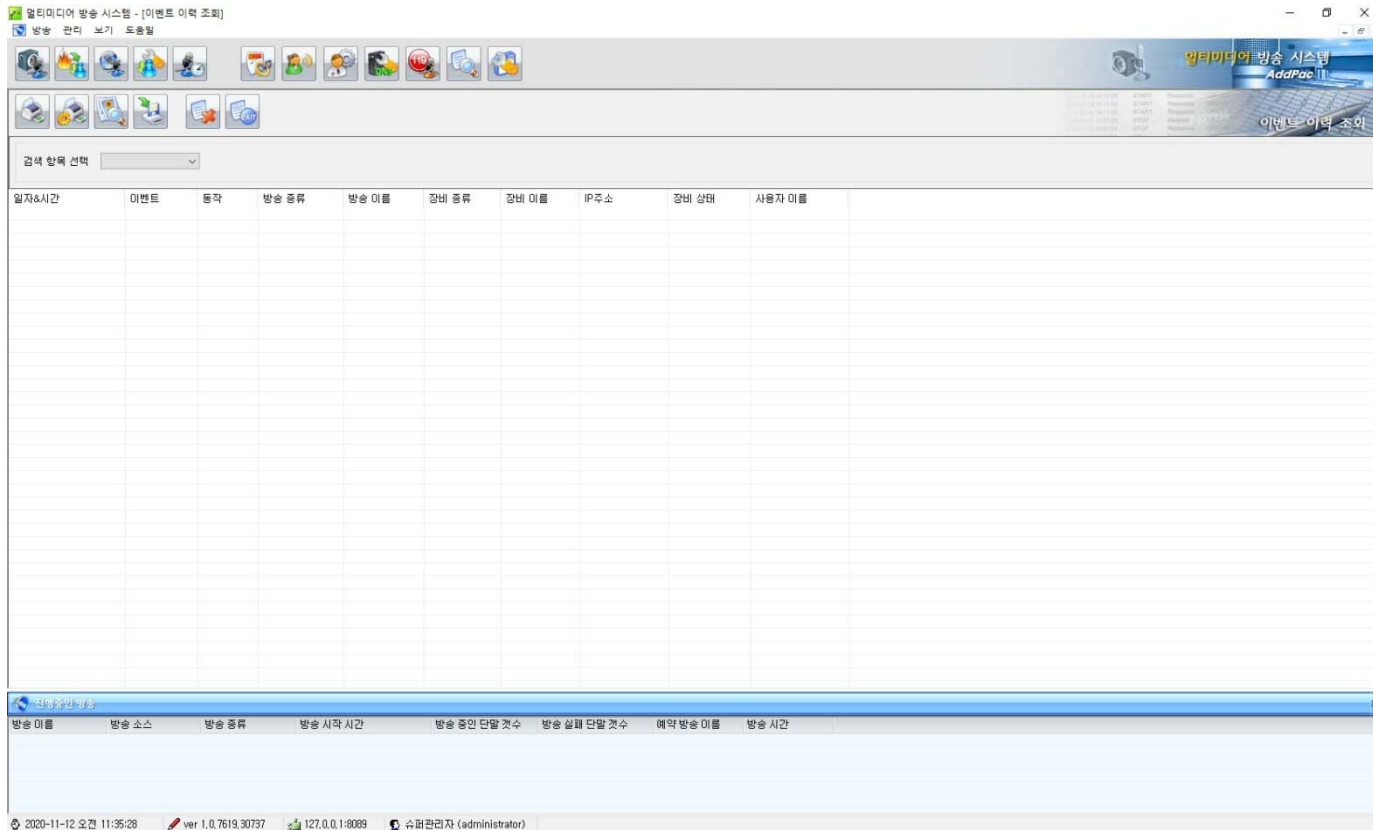 멀티미디어 방송 시스템 - [이벤트 이력 조회]
방송 관리 보기 도움말
119
멀티미디어 방송 시스템
AddPac
EXIT
START
START
START
STOP
STOP
이벤트 이력 조회
검색 항목 선택
일자&시간 이벤트 동작 방송 종류 방송 이름 장비 종류 장비 이름 IP주소 장비 상태 사용자 이름
진행중인 방송
방송 이름 방송 소스 방송 종류 방송 시작 시간 방송 중인 단말 갯수 방송 실패 단말 갯수 예약 방송 이름 방송 시간
2020-11-12 오전 11:35:28 ver 1,0,7619,30737 127,0,0,1:8089 슈퍼관리자 (administrator)